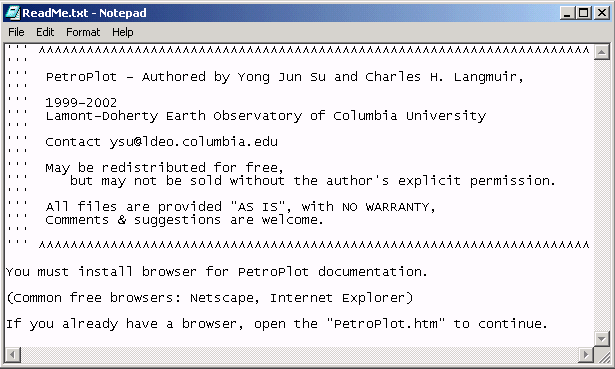 ReadMe.txt - Notepad
File Edit Format Help
''' ^^^^^^^^^^^^^^^^^^^^^^^^^^^^^^^^^^^^^^^^^^^^^^^^^^^^^^^^^^^^^^^^^^^^^
'''
''' PetroPlot - Authored by Yong Jun Su and Charles H. Langmuir,
'''
''' 1999-2002
''' Lamont-Doherty Earth Observatory of Columbia University
'''
''' Contact ysu@ldeo.columbia.edu
'''
''' May be redistributed for free,
''' but may not be sold without the author's explicit permission.
'''
''' All files are provided "AS IS", with NO WARRANTY,
''' Comments & suggestions are welcome.
'''
''' ^^^^^^^^^^^^^^^^^^^^^^^^^^^^^^^^^^^^^^^^^^^^^^^^^^^^^^^^^^^^^^^^^^^^^
You must install browser for PetroPlot documentation.
(Common free browsers: Netscape, Internet Explorer)
If you already have a browser, open the "PetroPlot.htm" to continue.